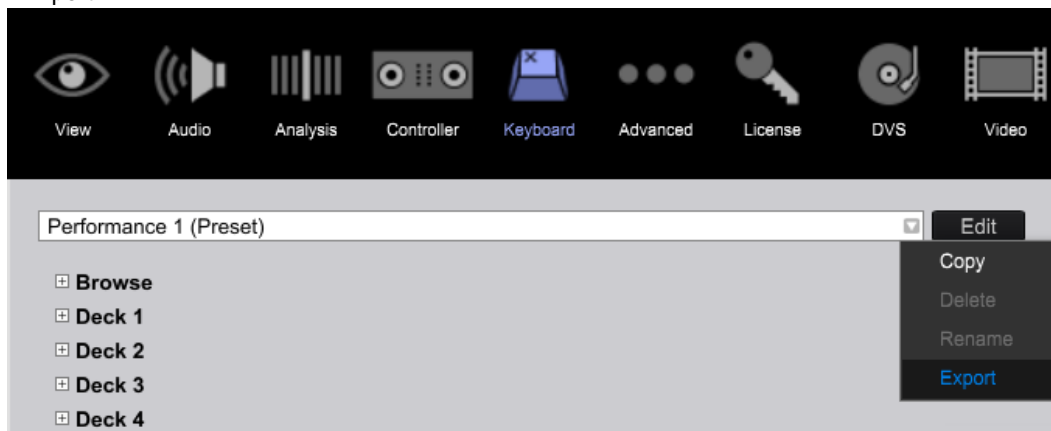 View Audio Analysis Controller Keyboard Advanced License DVS Video
Performance 1 (Preset) Edit
Copy
Browse
Delete
Deck 1
Deck 2
Rename
Deck 3
Export
Deck 4